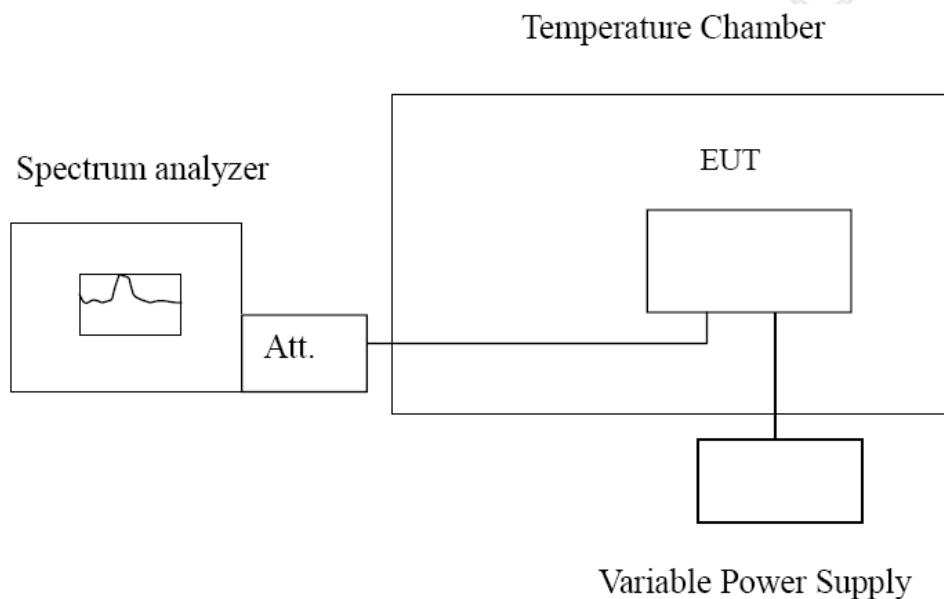 Temperature Chamber
Spectrum analyzer
EUT
Att.
Variable Power Supply